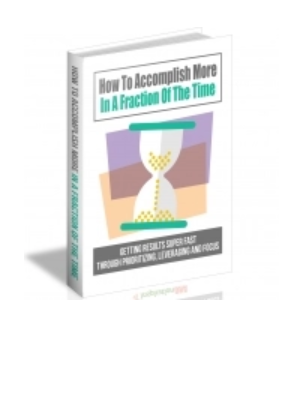 How To Accomplish More
In A Fraction Of The Time
GETTING RESULTS SUPER FAST
THROUGH PRIORITIZING, LEVERAGING AND FOCUS
HOW TO ACCOMPLISH MORE IN A FRACTION OF THE TIME